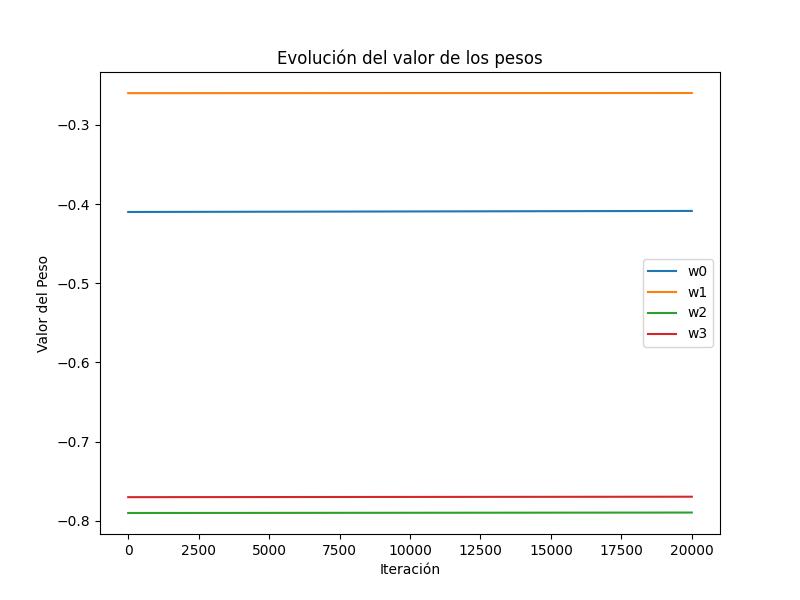 Evolución del valor de los pesos
Valor del Peso
−0.3
−0.4
−0.5
−0.6
−0.7
−0.8
w0
w1
w2
w3
0 2500 5000 7500 10000 12500 15000 17500 20000
Iteración